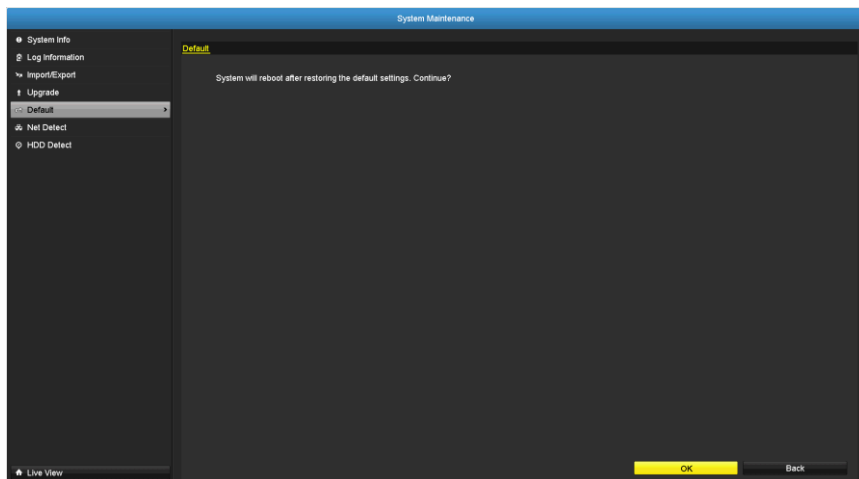 System Maintenance
System Info
Log Information
Import/Export
Upgrade
Default
Net Detect
HDD Detect
Live View
Default
System will reboot after restoring the default settings. Continue?
OK
Back